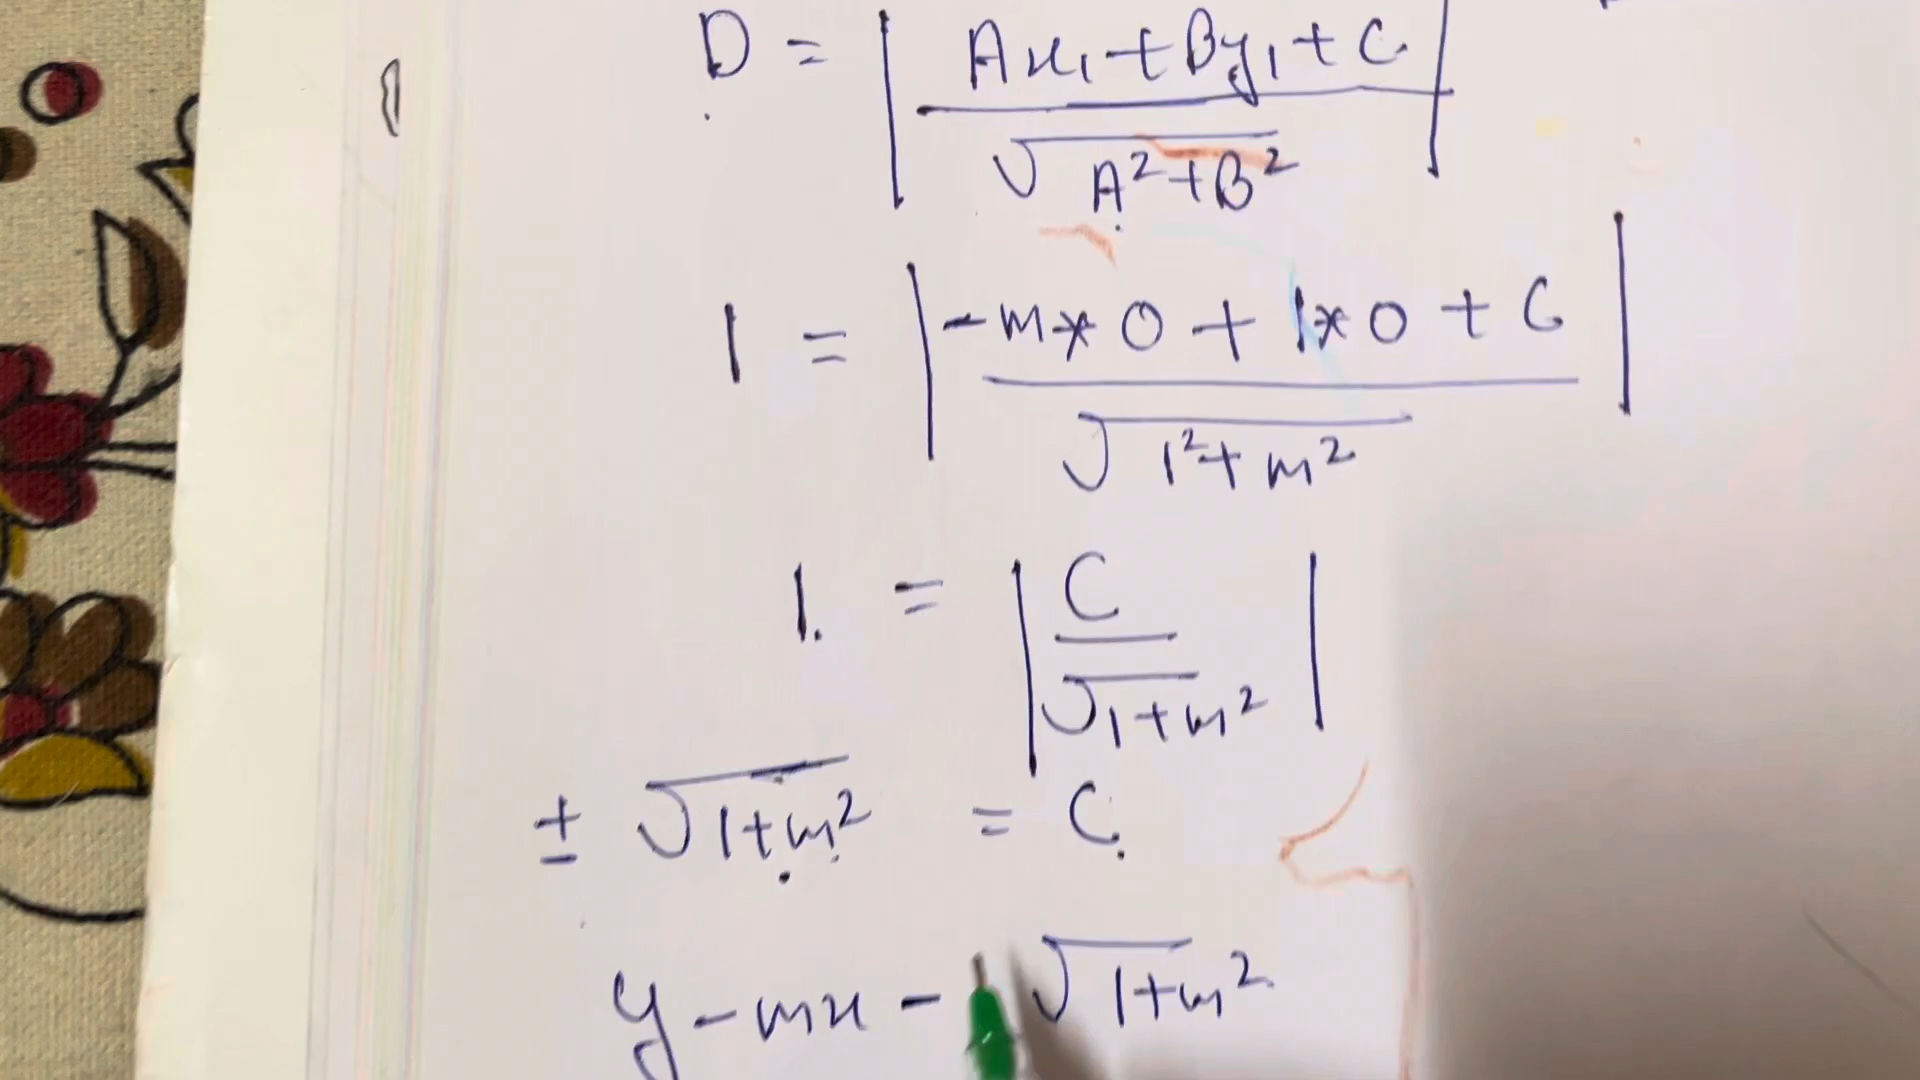 D = | Ax₁ + By₁ + C / √A² + B² |
1 = | -m * 0 + 1 * 0 + C / √1² + m² |
1. = | C / √1 + m² |
± √1 + m² = C.
y - mx - √1 + m²